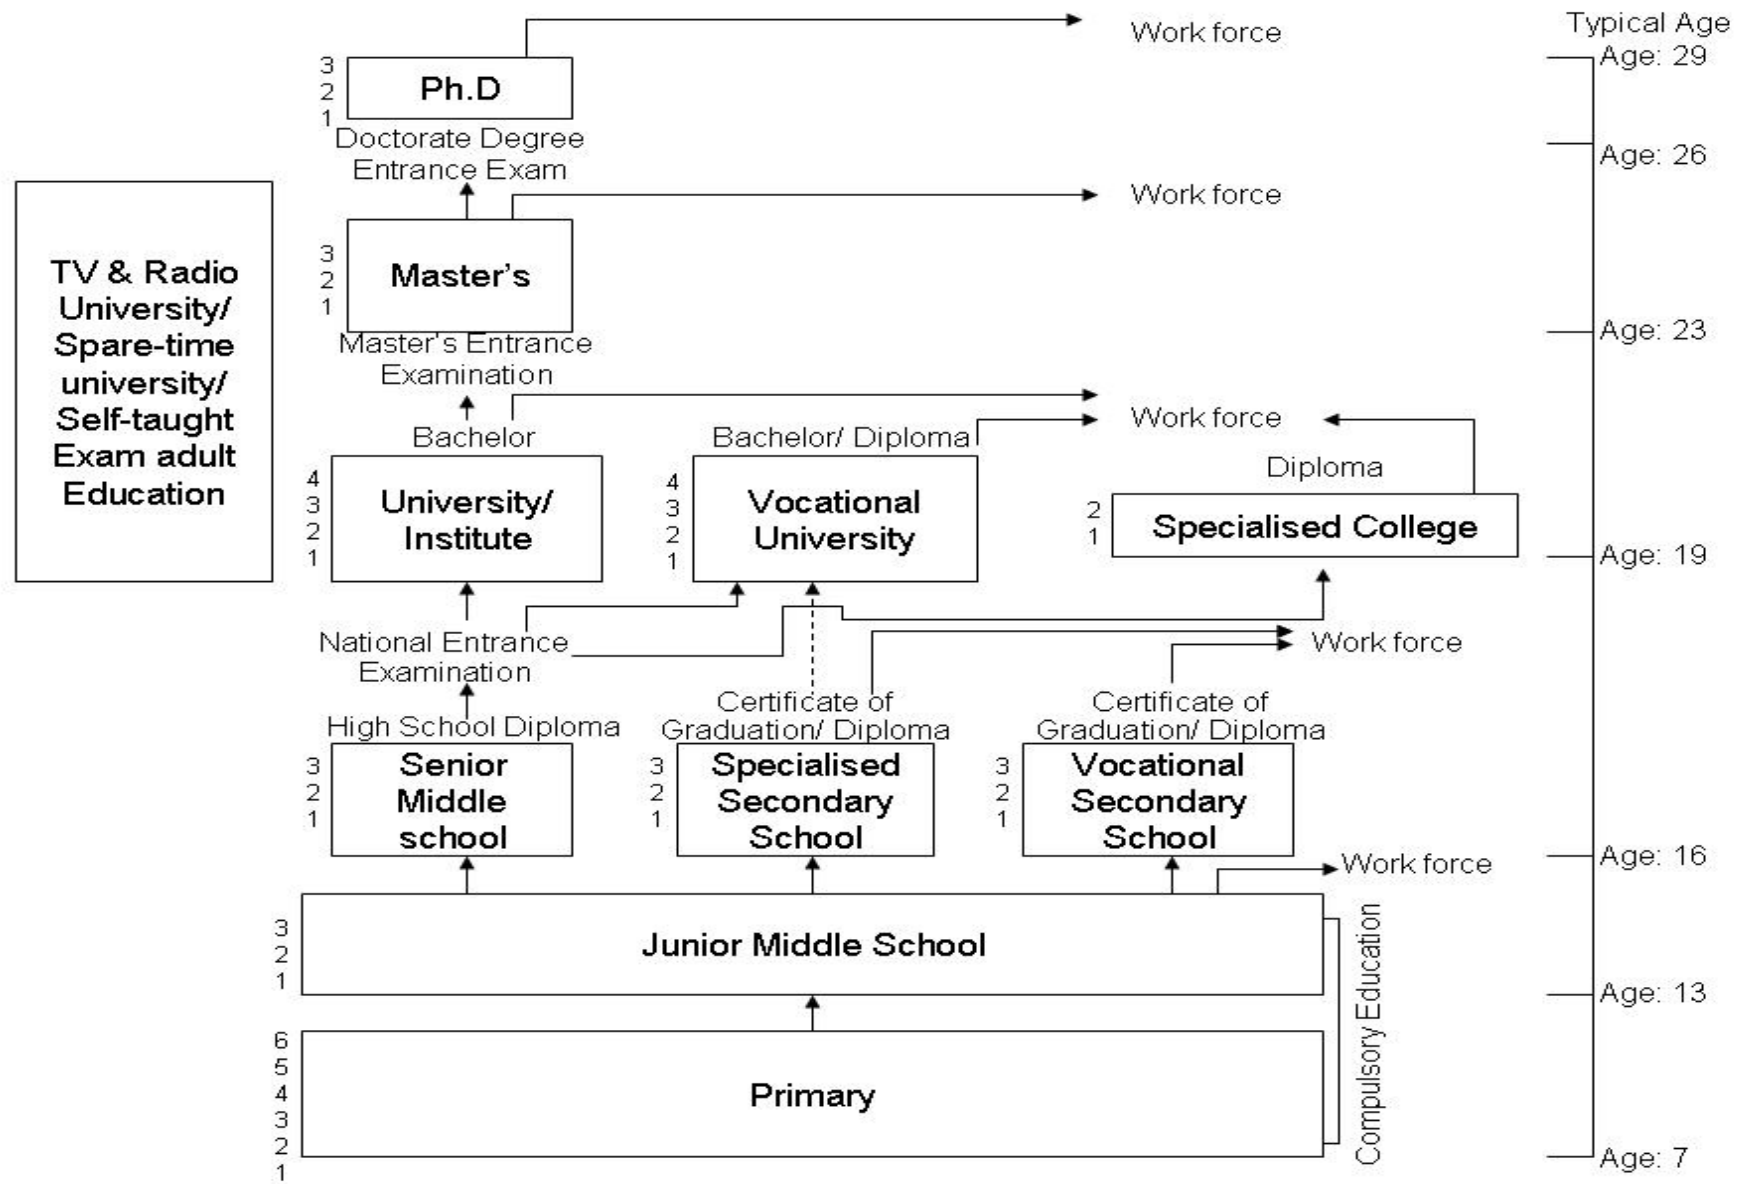 Typical Age
Work force
Age: 29
3
2
1
Ph.D
Doctorate Degree
Entrance Exam
Age: 26
Work force
TV & Radio
University/
Spare-time
university/
Self-taught
Exam adult
Education
3
2
1
Master's
Age: 23
Master's Entrance
Examination
Work force
Bachelor
Bachelor/ Diploma
Diploma
4
3
2
1
University/
Institute
4
3
2
1
Vocational
University
2
1
Specialised College
Age: 19
National Entrance
Examination
Work force
High School Diploma
Certificate of
Graduation/ Diploma
Certificate of
Graduation/ Diploma
3
2
1
Senior
Middle
school
3
2
1
Specialised
Secondary
School
3
2
1
Vocational
Secondary
School
Age: 16
Work force
3
2
1
Junior Middle School
Compulsory Education
Age: 13
6
5
4
3
2
1
Primary
Age: 7